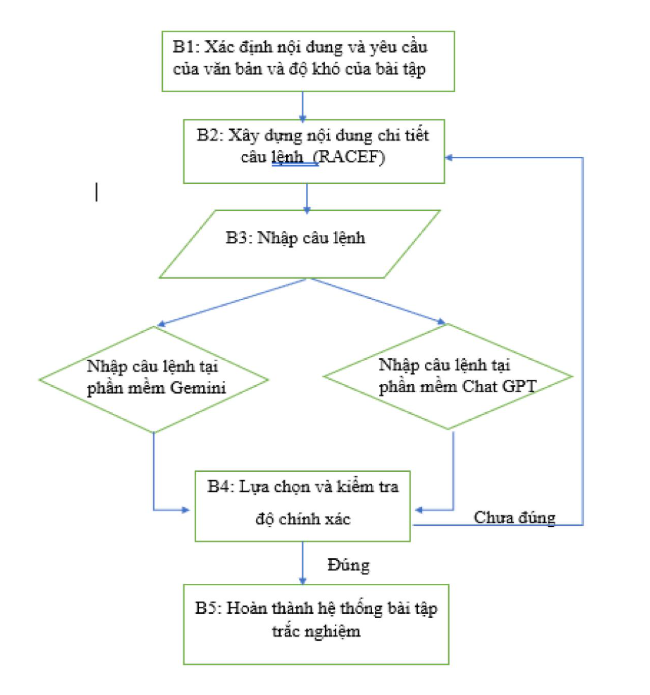 B1: Xác định nội dung và yêu cầu
của văn bản và độ khó của bài tập
B2: Xây dựng nội dung chi tiết
câu lệnh (RACEF)
B3: Nhập câu lệnh
Nhập câu lệnh tại
phần mềm Gemini
Nhập câu lệnh tại
phần mềm Chat GPT
B4: Lựa chọn và kiểm tra
độ chính xác
Chưa đúng
Đúng
B5: Hoàn thành hệ thống bài tập
trắc nghiệm